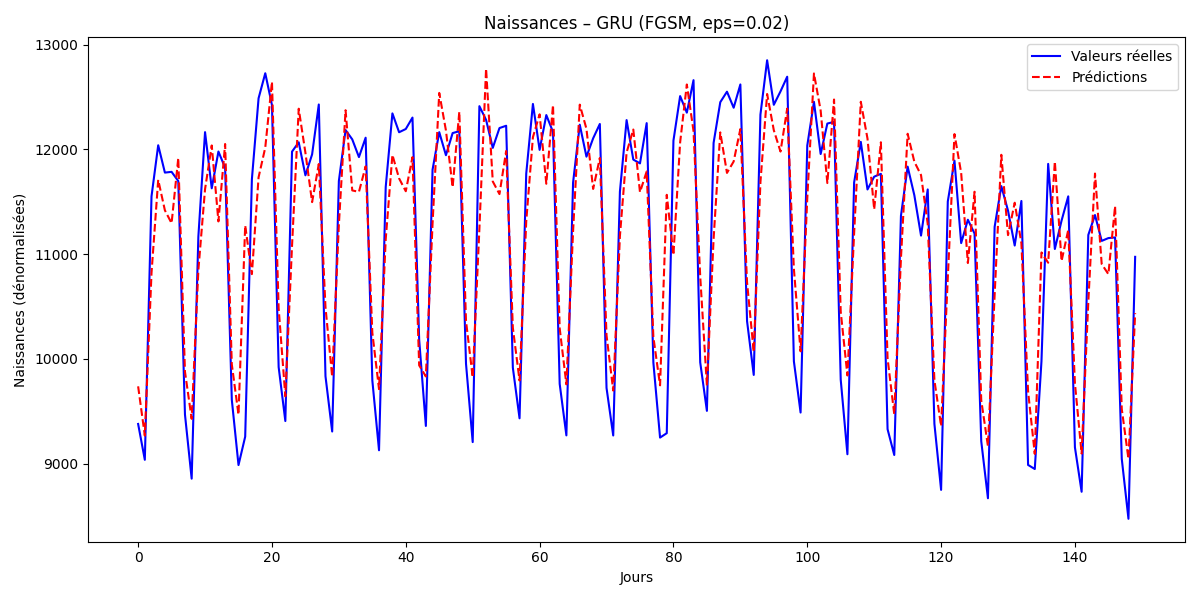 Naissances – GRU (FGSM, eps=0.02)
Valeurs réelles
Prédictions
Naissances (dénormalisées)
13000
12000
11000
10000
9000
0 20 40 60 80 100 120 140
Jours